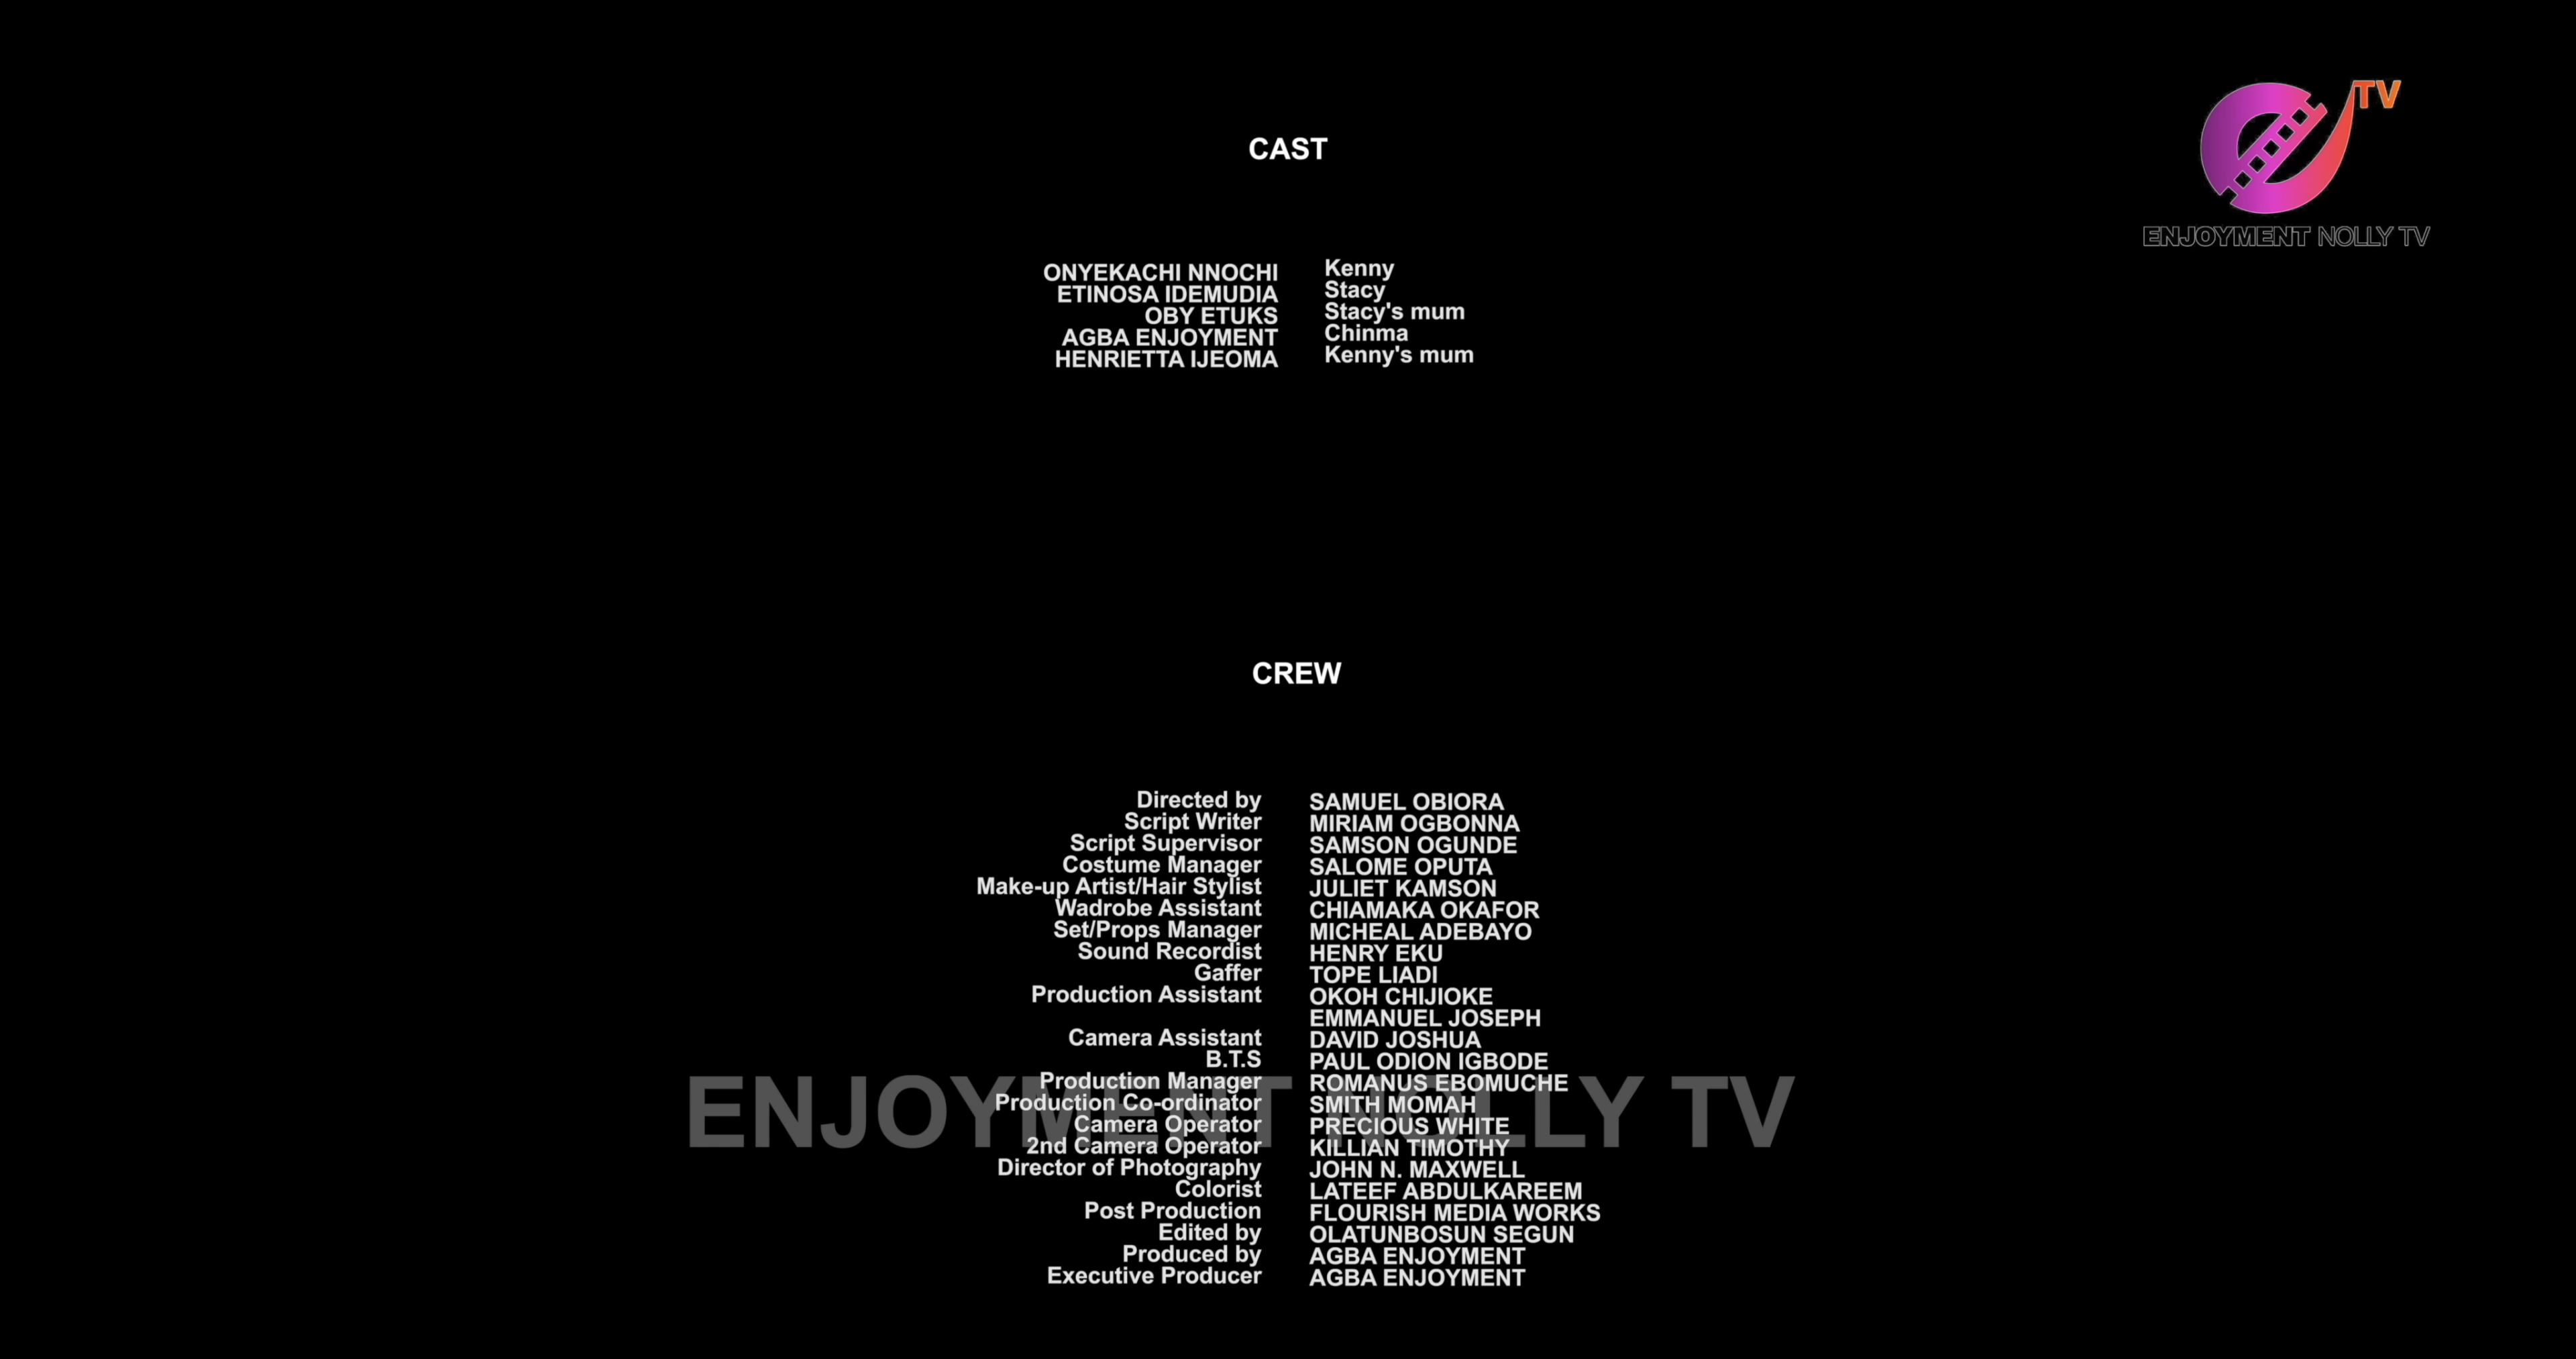 TV
ENJOYMENT NOLLY TV
CAST
ONYEKACHI NNOCHI Kenny
ETINOSA IDEMUDIA Stacy
OBY ETUKS Stacy's mum
AGBA ENJOYMENT Chinma
HENRIETTA IJEOMA Kenny's mum
CREW
Directed by SAMUEL OBIORA
Script Writer MIRIAM OGBONNA
Script Supervisor SAMSON OGUNDE
Costume Manager SALOME OPUTA
Make-up Artist/Hair Stylist JULIET KAMSON
Wadrobe Assistant CHIAMAKA OKAFOR
Set/Props Manager MICHEAL ADEBAYO
Sound Recordist HENRY EKU
Gaffer TOPE LIADI
Production Assistant OKOH CHIJIOKE
EMMANUEL JOSEPH
Camera Assistant DAVID JOSHUA
B.T.S PAUL ODION IGBODE
Production Manager ROMANUS EBOMUCHE
Production Co-ordinator SMITH MOMAH
Camera Operator PRECIOUS WHITE
2nd Camera Operator KILLIAN TIMOTHY
Director of Photography JOHN N. MAXWELL
Colorist LATEEF ABDULKAREEM
Post Production FLOURISH MEDIA WORKS
Edited by OLATUNBOSUN SEGUN
Produced by AGBA ENJOYMENT
Executive Producer AGBA ENJOYMENT
ENJOYMENT NOLLY TV